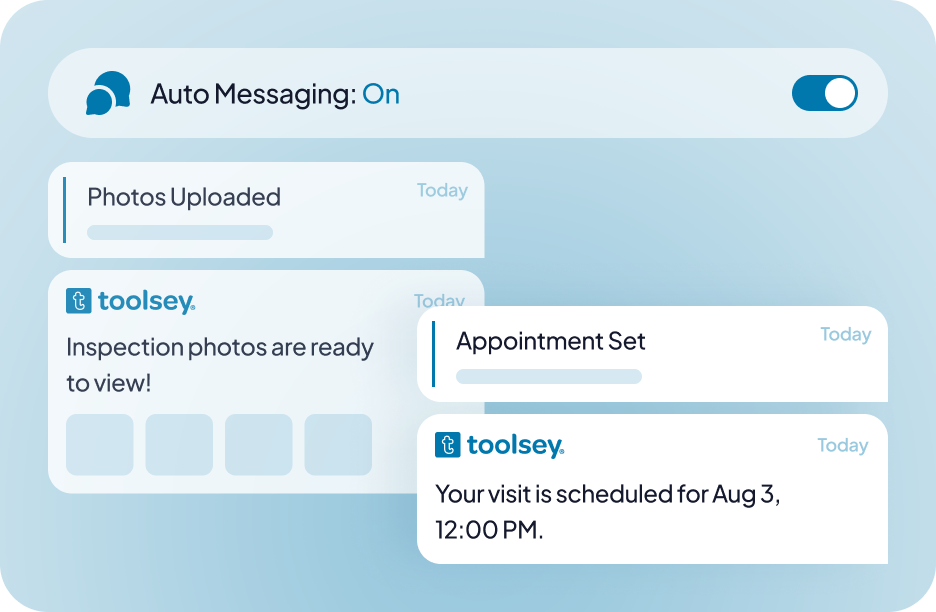 Auto Messaging: On
Photos Uploaded
Today
toolsey®
Today
Inspection photos are ready
to view!
Appointment Set
Today
toolsey®
Today
Your visit is scheduled for Aug 3,
12:00 PM.